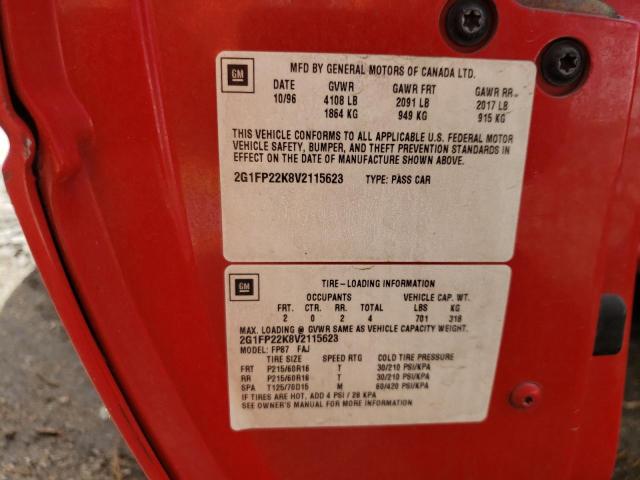 GM
MFD BY GENERAL MOTORS OF CANADA LTD.
DATE GVWR GAWR FRT GAWR RR
10/96 4108 LB 2091 LB 2017 LB
1864 KG 949 KG 915 KG
THIS VEHICLE CONFORMS TO ALL APPLICABLE U.S. FEDERAL MOTOR
VEHICLE SAFETY, BUMPER, AND THEFT PREVENTION STANDARDS IN
EFFECT ON THE DATE OF MANUFACTURE SHOWN ABOVE.
2G1FP22K8V2115623 TYPE: PASS CAR
GM
TIRE-LOADING INFORMATION
OCCUPANTS VEHICLE CAP. WT.
FRT. CTR. RR. TOTAL LBS KG
2 0 2 4 701 318
MAX. LOADING @ GVWR SAME AS VEHICLE CAPACITY WEIGHT.
2G1FP22K8V2115623
MODEL: FP87 FAJ
TIRE SIZE SPEED RTG COLD TIRE PRESSURE
FRT P215/60R16 T 30/210 PSI/KPA
RR P215/60R16 T 30/210 PSI/KPA
SPA T125/70D15 M 60/420 PSI/KPA
IF TIRES ARE HOT, ADD 4 PSI / 28 KPA
SEE OWNER'S MANUAL FOR MORE INFORMATION